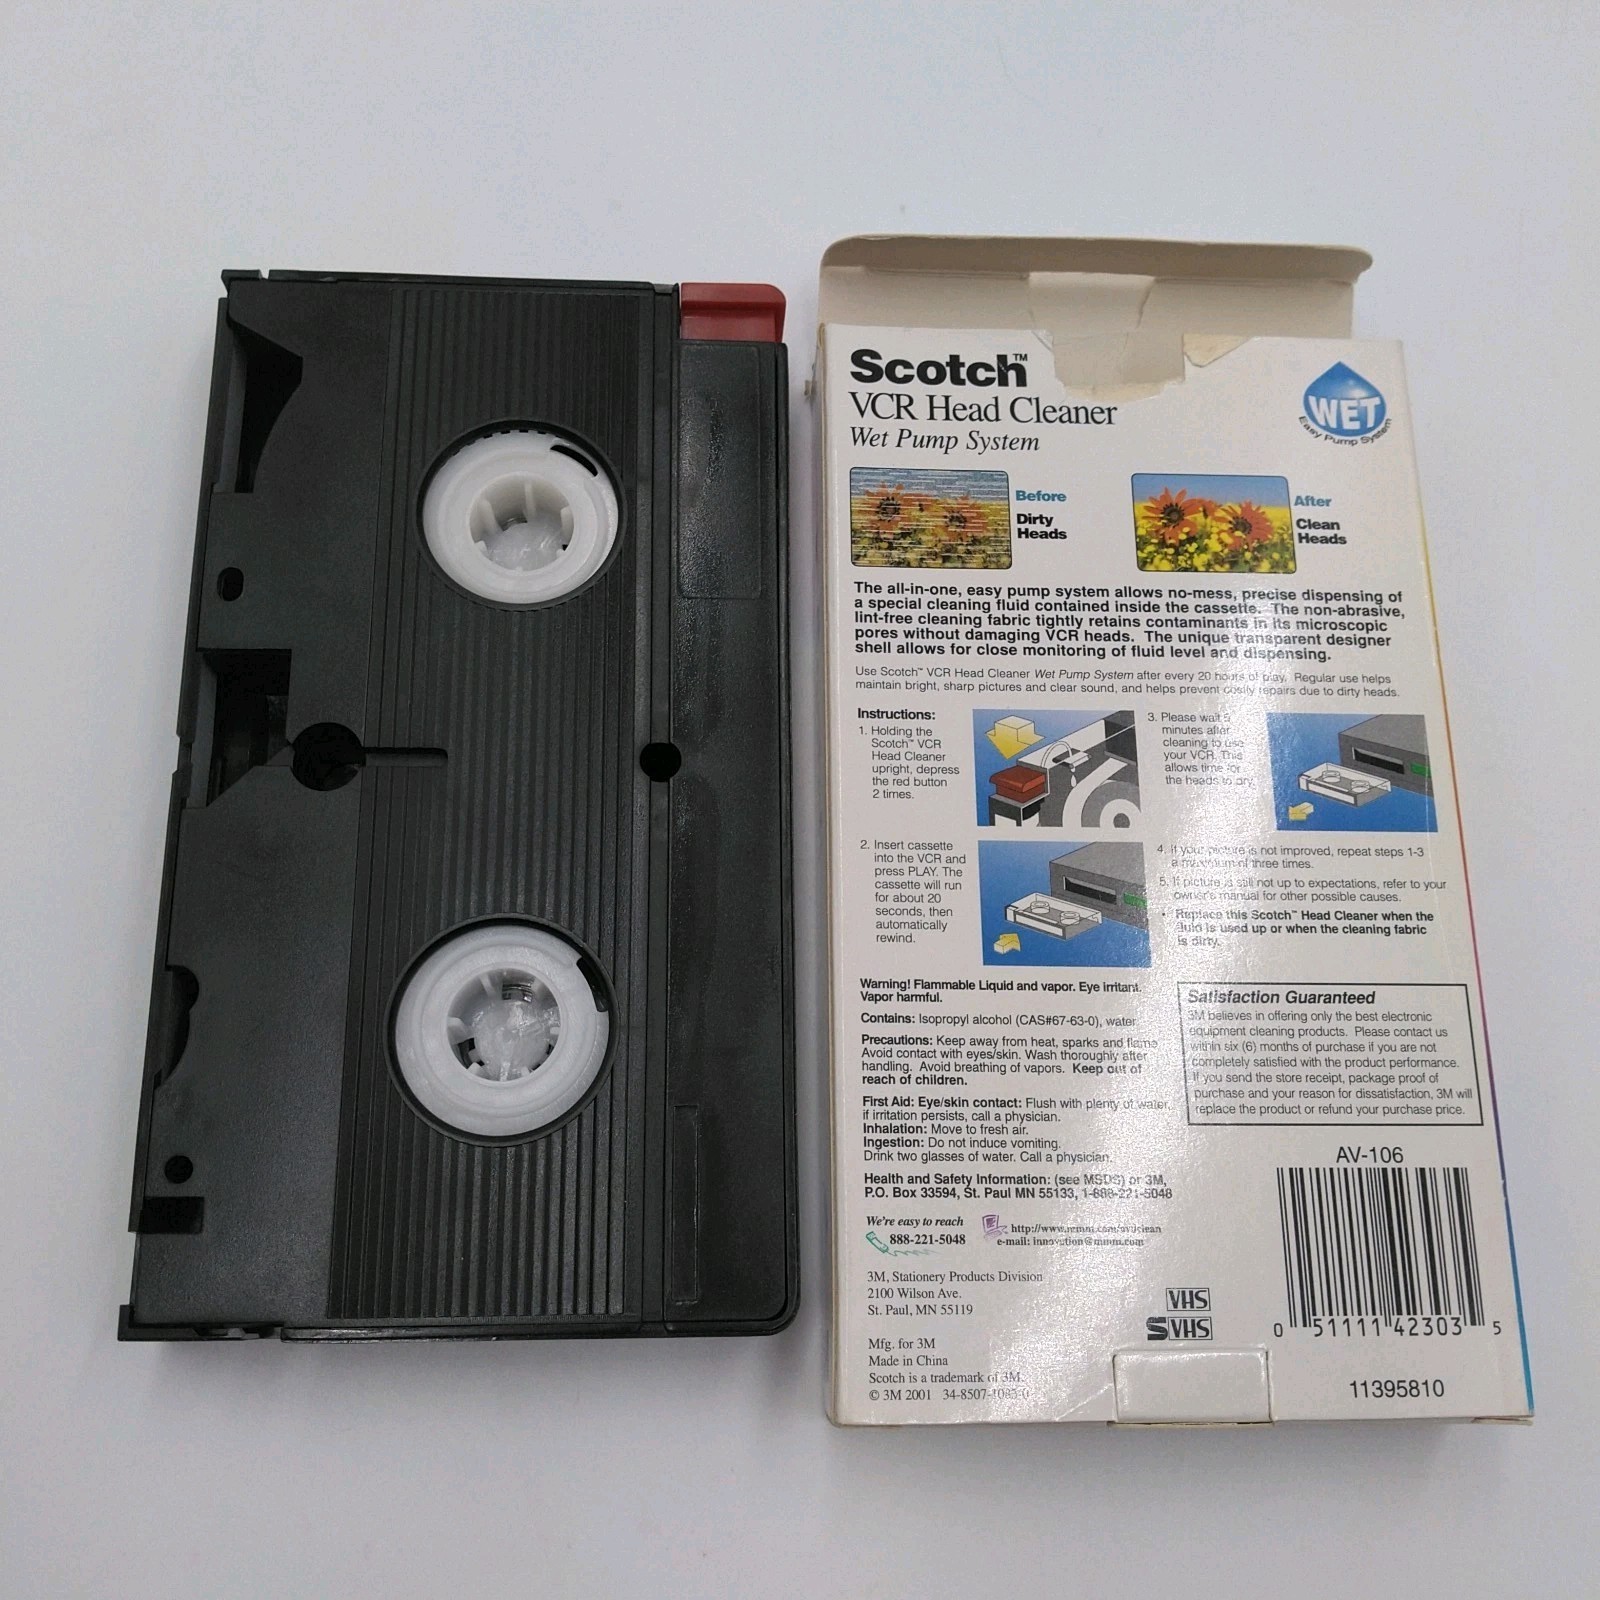 Scotch™
VCR Head Cleaner
Wet Pump System
WET
Easy Pump System
Before
Dirty
Heads
After
Clean
Heads
The all-in-one, easy pump system allows no-mess, precise dispensing of
a special cleaning fluid contained inside the cassette. The non-abrasive,
lint-free cleaning fabric tightly retains contaminants in its microscopic
pores without damaging VCR heads. The unique transparent designer
shell allows for close monitoring of fluid level and dispensing.
Use Scotch™ VCR Head Cleaner Wet Pump System after every 20 hours of play. Regular use helps
maintain bright, sharp pictures and clear sound, and helps prevent costly repairs due to dirty heads.
Instructions:
1. Holding the
Scotch™ VCR
Head Cleaner
upright, depress
the red button
2 times.
2. Insert cassette
into the VCR and
press PLAY. The
cassette will run
for about 20
seconds, then
automatically
rewind.
3. Please wait 5
minutes after
cleaning to use
your VCR. This
allows time for
the heads to dry.
4. If your picture is not improved, repeat steps 1-3
a maximum of three times.
5. If picture is still not up to expectations, refer to your
owner's manual for other possible causes.
• Replace this Scotch™ Head Cleaner when the
fluid is used up or when the cleaning fabric
is dirty.
Warning! Flammable Liquid and vapor. Eye irritant.
Vapor harmful.
Contains: Isopropyl alcohol (CAS#67-63-0), water
Precautions: Keep away from heat, sparks and flame
Avoid contact with eyes/skin. Wash thoroughly after
handling. Avoid breathing of vapors. Keep out of
reach of children.
First Aid: Eye/skin contact: Flush with plenty of water,
if irritation persists, call a physician.
Inhalation: Move to fresh air.
Ingestion: Do not induce vomiting.
Drink two glasses of water. Call a physician.
Health and Safety Information: (see MSDS) or 3M,
P.O. Box 33594, St. Paul MN 55133, 1-888-221-5048
We're easy to reach
888-221-5048
e-mail: innovation@mmm.com
3M, Stationery Products Division
2100 Wilson Ave.
St. Paul, MN 55119
Mfg. for 3M
Made in China
Scotch is a trademark of 3M.
© 3M 2001
Satisfaction Guaranteed
3M believes in offering only the best electronic
equipment cleaning products. Please contact us
within six (6) months of purchase if you are not
completely satisfied with the product performance.
If you send the store receipt, package proof of
purchase and your reason for dissatisfaction, 3M will
replace the product or refund your purchase price.
VHS
SVHS
AV-106
0 51111 42303 5
11395810